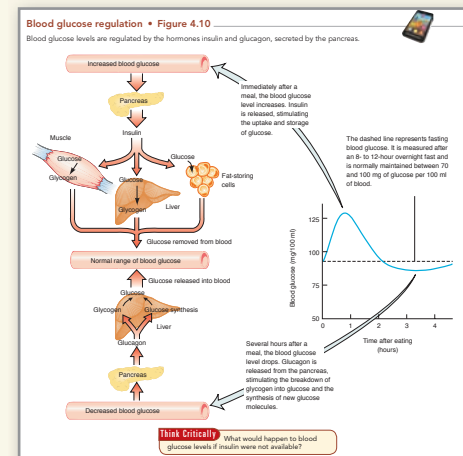 Blood glucose regulation • Figure 4.10
Blood glucose levels are regulated by the hormones insulin and glucagon, secreted by the pancreas.
Increased blood glucose
Pancreas
Insulin
Muscle
Glucose
Glycogen
Glucose
Glycogen
Liver
Glucose
Fat-storing
cells
Glucose removed from blood
Normal range of blood glucose
Glucose released into blood
Glucose
Glycogen
Glucose synthesis
Liver
Glucagon
Pancreas
Decreased blood glucose
Immediately after a
meal, the blood glucose
level increases. Insulin
is released, stimulating
the uptake and storage
of glucose.
The dashed line represents fasting
blood glucose. It is measured after
an 8- to 12-hour overnight fast and
is normally maintained between 70
and 100 mg of glucose per 100 ml
of blood.
Blood glucose (mg/100 ml)
125
100
75
50
0 1 2 3 4
Time after eating
(hours)
Several hours after a
meal, the blood glucose
level drops. Glucagon is
released from the pancreas,
stimulating the breakdown of
glycogen into glucose and the
synthesis of new glucose
molecules.
Think Critically What would happen to blood
glucose levels if insulin were not available?